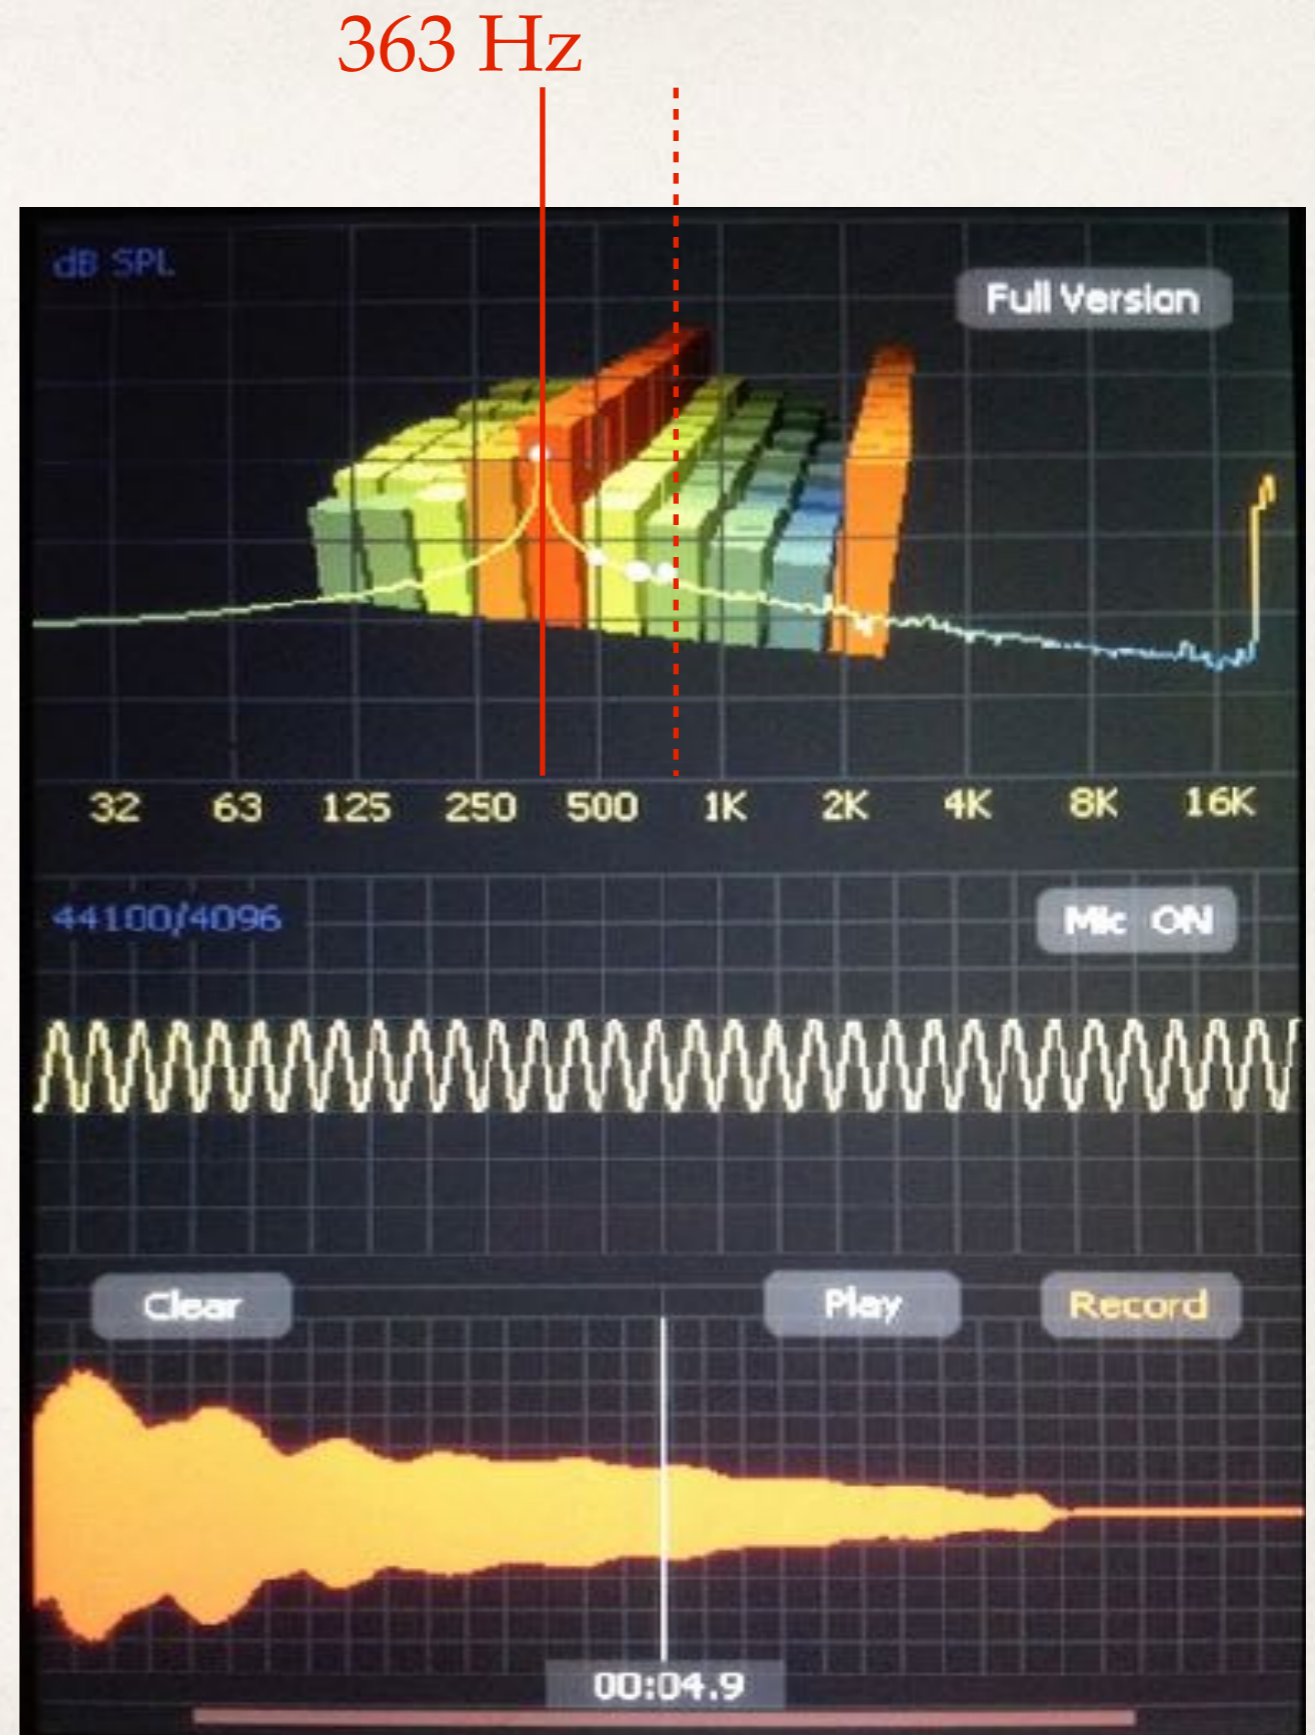 363 Hz
dB SPL
Full Version
32 63 125 250 500 1K 2K 4K 8K 16K
44100/4096
Mic ON
Clear Play Record
00:04.9